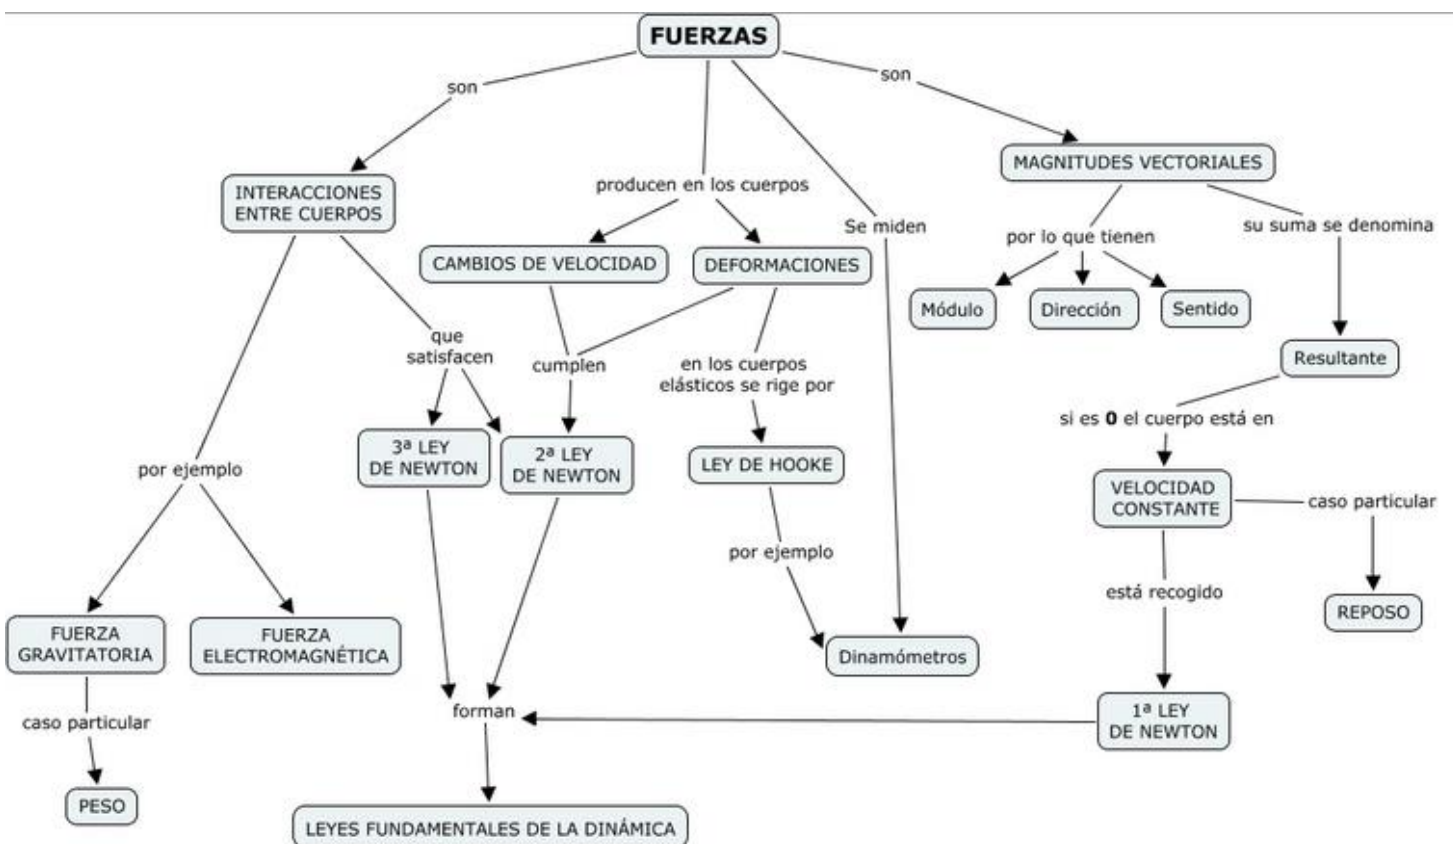 FUERZAS
son
son
MAGNITUDES VECTORIALES
INTERACCIONES
ENTRE CUERPOS
producen en los cuerpos
Se miden
por lo que tienen
su suma se denomina
CAMBIOS DE VELOCIDAD
DEFORMACIONES
Módulo
Dirección
Sentido
que
satisfacen
cumplen
en los cuerpos
elásticos se rige por
Resultante
si es 0 el cuerpo está en
3ª LEY
DE NEWTON
2ª LEY
DE NEWTON
LEY DE HOOKE
por ejemplo
VELOCIDAD
CONSTANTE
caso particular
por ejemplo
está recogido
REPOSO
FUERZA
GRAVITATORIA
FUERZA
ELECTROMAGNÉTICA
Dinamómetros
caso particular
forman
1ª LEY
DE NEWTON
PESO
LEYES FUNDAMENTALES DE LA DINÁMICA